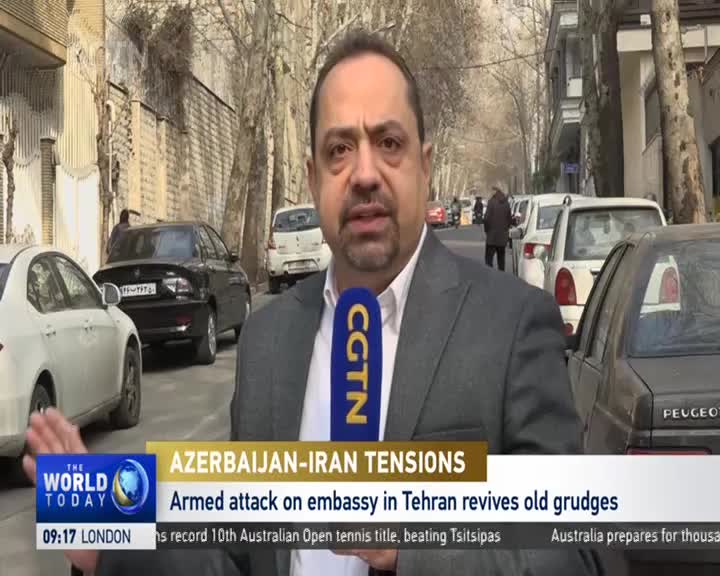 CGTN
CGTN
PEUGEOT
AZERBAIJAN-IRAN TENSIONS
Armed attack on embassy in Tehran revives old grudges
THE
WORLD
TODAY
09:17 LONDON
ns record 10th Australian Open tennis title, beating Tsitsipas Australia prepares for thousa